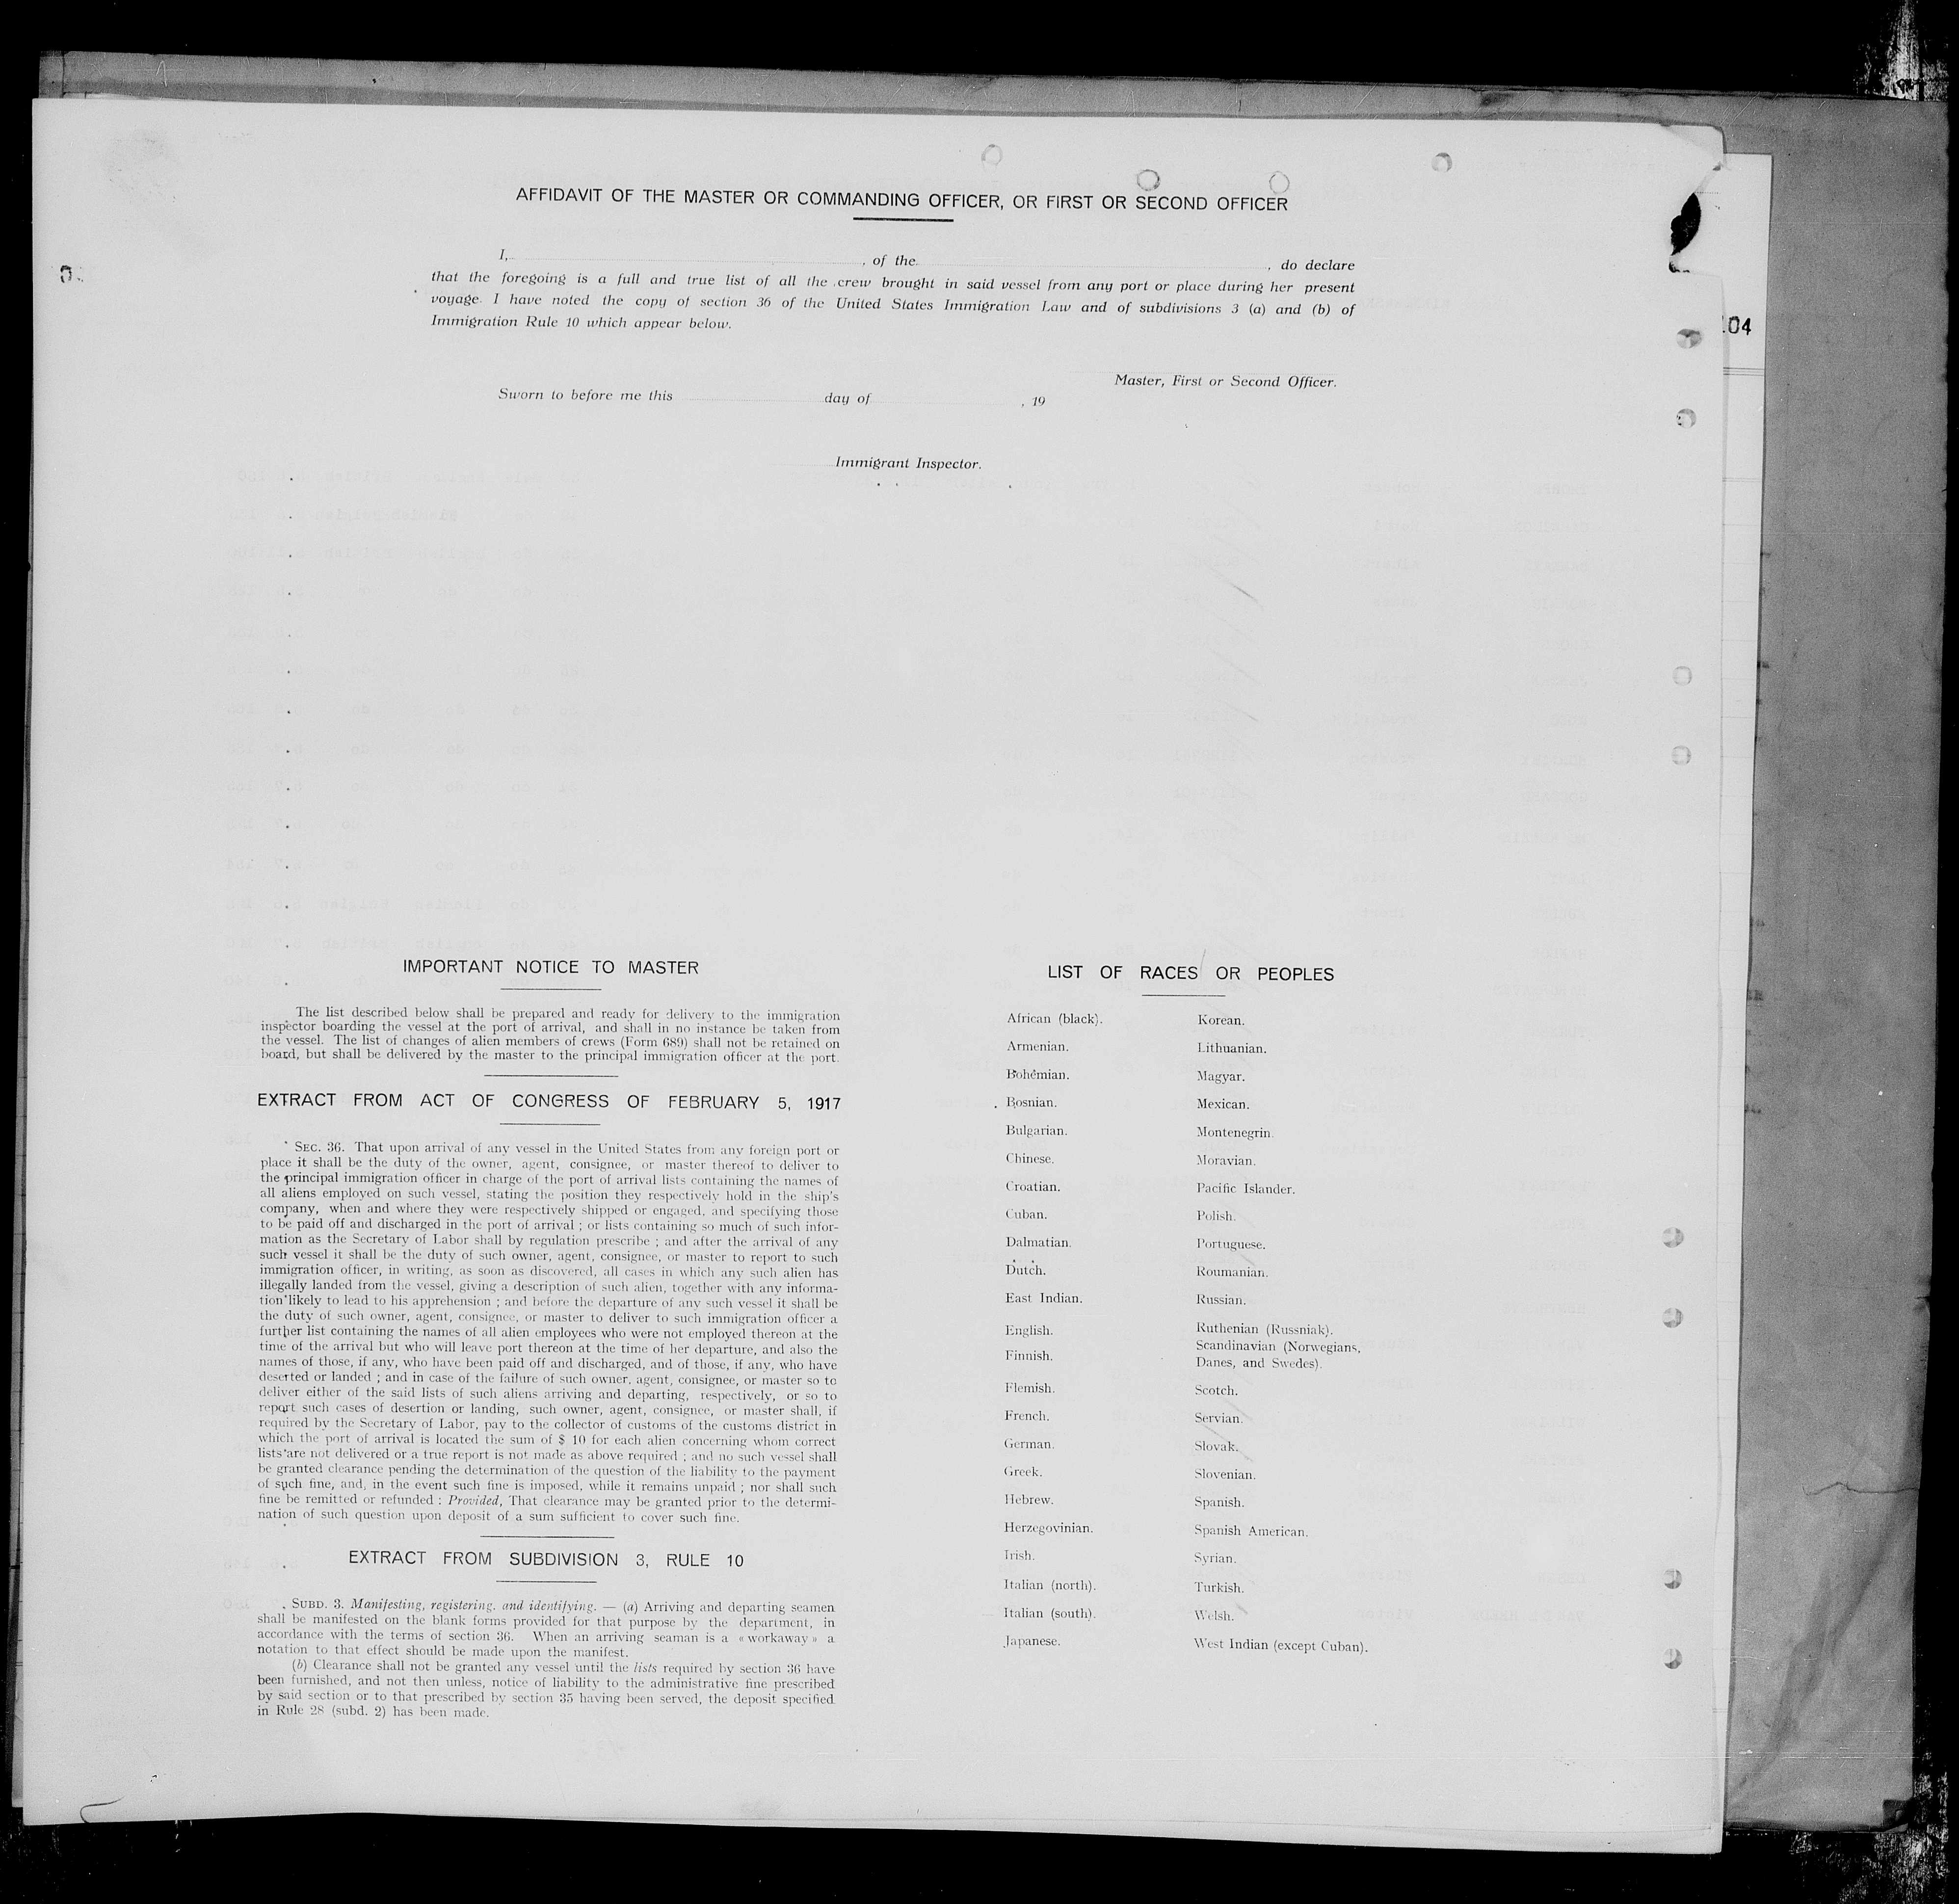 AFFIDAVIT OF THE MASTER OR COMMANDING OFFICER, OR FIRST OR SECOND OFFICER
I, , of the , do declare
that the foregoing is a full and true list of all the crew brought in said vessel from any port or place during her present
voyage. I have noted the copy of section 36 of the United States Immigration Law and of subdivisions 3 (a) and (b) of
Immigration Rule 10 which appear below.
Master, First or Second Officer.
Sworn to before me this day of , 19
Immigrant Inspector.
04
IMPORTANT NOTICE TO MASTER
The list described below shall be prepared and ready for delivery to the immigration
inspector boarding the vessel at the port of arrival, and shall in no instance be taken from
the vessel. The list of changes of alien members of crews (Form 689) shall not be retained on
board, but shall be delivered by the master to the principal immigration officer at the port.
EXTRACT FROM ACT OF CONGRESS OF FEBRUARY 5, 1917
SEC. 36. That upon arrival of any vessel in the United States from any foreign port or
place it shall be the duty of the owner, agent, consignee, or master thereof to deliver to
the principal immigration officer in charge of the port of arrival lists containing the names of
all aliens employed on such vessel, stating the position they respectively hold in the ship's
company, when and where they were respectively shipped or engaged, and specifying those
to be paid off and discharged in the port of arrival ; or lists containing so much of such infor-
mation as the Secretary of Labor shall by regulation prescribe ; and after the arrival of any
such vessel it shall be the duty of such owner, agent, consignee, or master to report to such
immigration officer, in writing, as soon as discovered, all cases in which any such alien has
illegally landed from the vessel, giving a description of such alien, together with any informa-
tion likely to lead to his apprehension ; and before the departure of any such vessel it shall be
the duty of such owner, agent, consignee, or master to deliver to such immigration officer a
further list containing the names of all alien employees who were not employed thereon at the
time of the arrival but who will leave port thereon at the time of her departure, and also the
names of those, if any, who have been paid off and discharged, and of those, if any, who have
deserted or landed ; and in case of the failure of such owner, agent, consignee, or master so to
deliver either of the said lists of such aliens arriving and departing, respectively, or so to
report such cases of desertion or landing, such owner, agent, consignee, or master shall, if
required by the Secretary of Labor, pay to the collector of customs of the customs district in
which the port of arrival is located the sum of $ 10 for each alien concerning whom correct
lists are not delivered or a true report is not made as above required ; and no such vessel shall
be granted clearance pending the determination of the question of the liability to the payment
of such fine, and, in the event such fine is imposed, while it remains unpaid ; nor shall such
fine be remitted or refunded : Provided, That clearance may be granted prior to the determi-
nation of such question upon deposit of a sum sufficient to cover such fine.
EXTRACT FROM SUBDIVISION 3, RULE 10
SUBD. 3. Manifesting, registering, and identifying. — (a) Arriving and departing seamen
shall be manifested on the blank forms provided for that purpose by the department, in
accordance with the terms of section 36. When an arriving seaman is a « workaway » a
notation to that effect should be made upon the manifest.
(b) Clearance shall not be granted any vessel until the lists required by section 36 have
been furnished, and not then unless, notice of liability to the administrative fine prescribed
by said section or to that prescribed by section 35 having been served, the deposit specified
in Rule 28 (subd. 2) has been made.
LIST OF RACES OR PEOPLES
African (black).
Armenian.
Bohemian.
Bosnian.
Bulgarian.
Chinese.
Croatian.
Cuban.
Dalmatian.
Dutch.
East Indian.
English.
Finnish.
Flemish.
French.
German.
Greek.
Hebrew.
Herzegovinian.
Irish.
Italian (north).
Italian (south).
Japanese.
Korean.
Lithuanian.
Magyar.
Mexican.
Montenegrin.
Moravian.
Pacific Islander.
Polish.
Portuguese.
Roumanian.
Russian.
Ruthenian (Russniak).
Scandinavian (Norwegians,
Danes, and Swedes).
Scotch.
Servian.
Slovak.
Slovenian.
Spanish.
Spanish American.
Syrian.
Turkish.
Welsh.
West Indian (except Cuban).